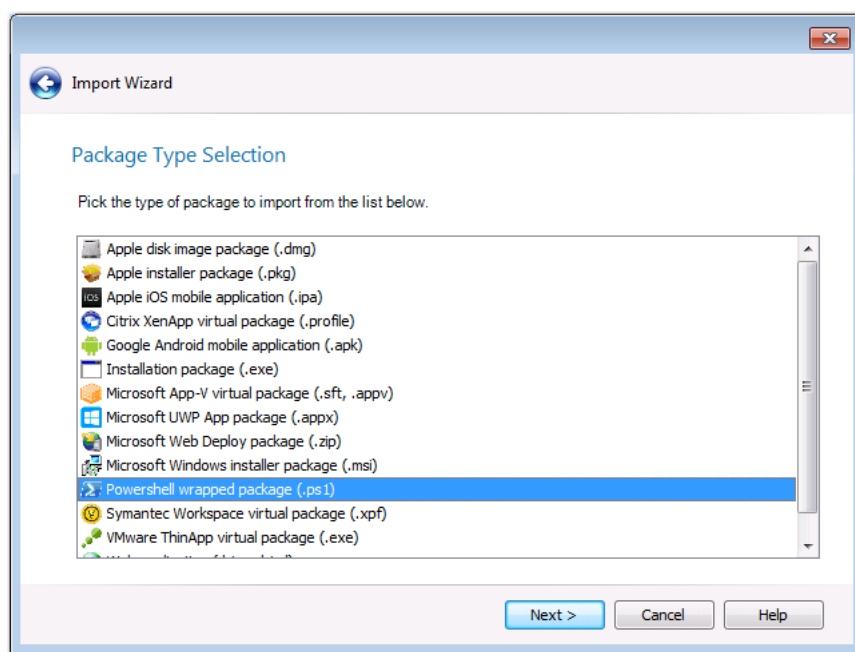 Import Wizard
Package Type Selection
Pick the type of package to import from the list below.
Apple disk image package (.dmg)
Apple installer package (.pkg)
iOS Apple iOS mobile application (.ipa)
Citrix XenApp virtual package (.profile)
Google Android mobile application (.apk)
Installation package (.exe)
Microsoft App-V virtual package (.sft, .appv)
Microsoft UWP App package (.appx)
Microsoft Web Deploy package (.zip)
Microsoft Windows installer package (.msi)
Powershell wrapped package (.ps1)
Symantec Workspace virtual package (.xpf)
VMware ThinApp virtual package (.exe)
Next > Cancel Help